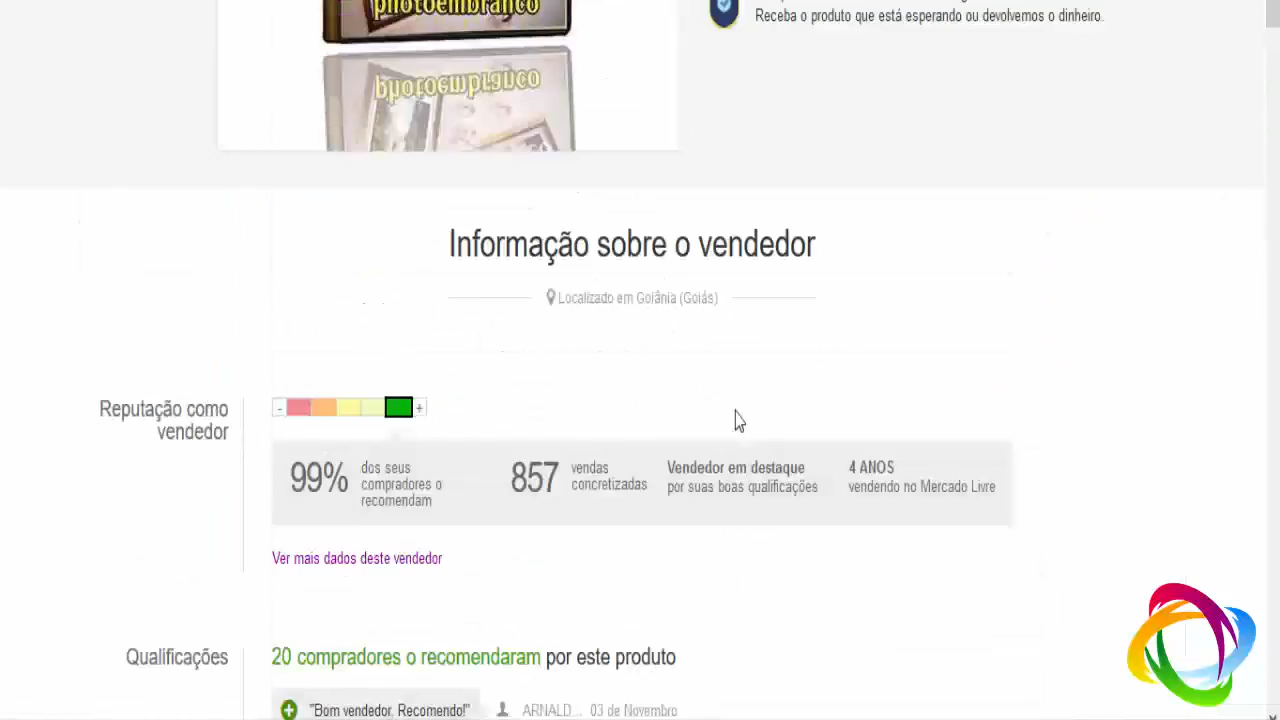 photoembranco
Receba o produto que está esperando ou devolvemos o dinheiro.
photoembranco
Informação sobre o vendedor
Localizado em Goiânia (Goiás)
Reputação como
vendedor
- +
99% dos seus
compradores o
recomendam
857 vendas
concretizadas
Vendedor em destaque
por suas boas qualificações
4 ANOS
vendendo no Mercado Livre
Ver mais dados deste vendedor
Qualificações
20 compradores o recomendaram por este produto
"Bom vendedor. Recomendo!" ARNALD... 03 de Novembro